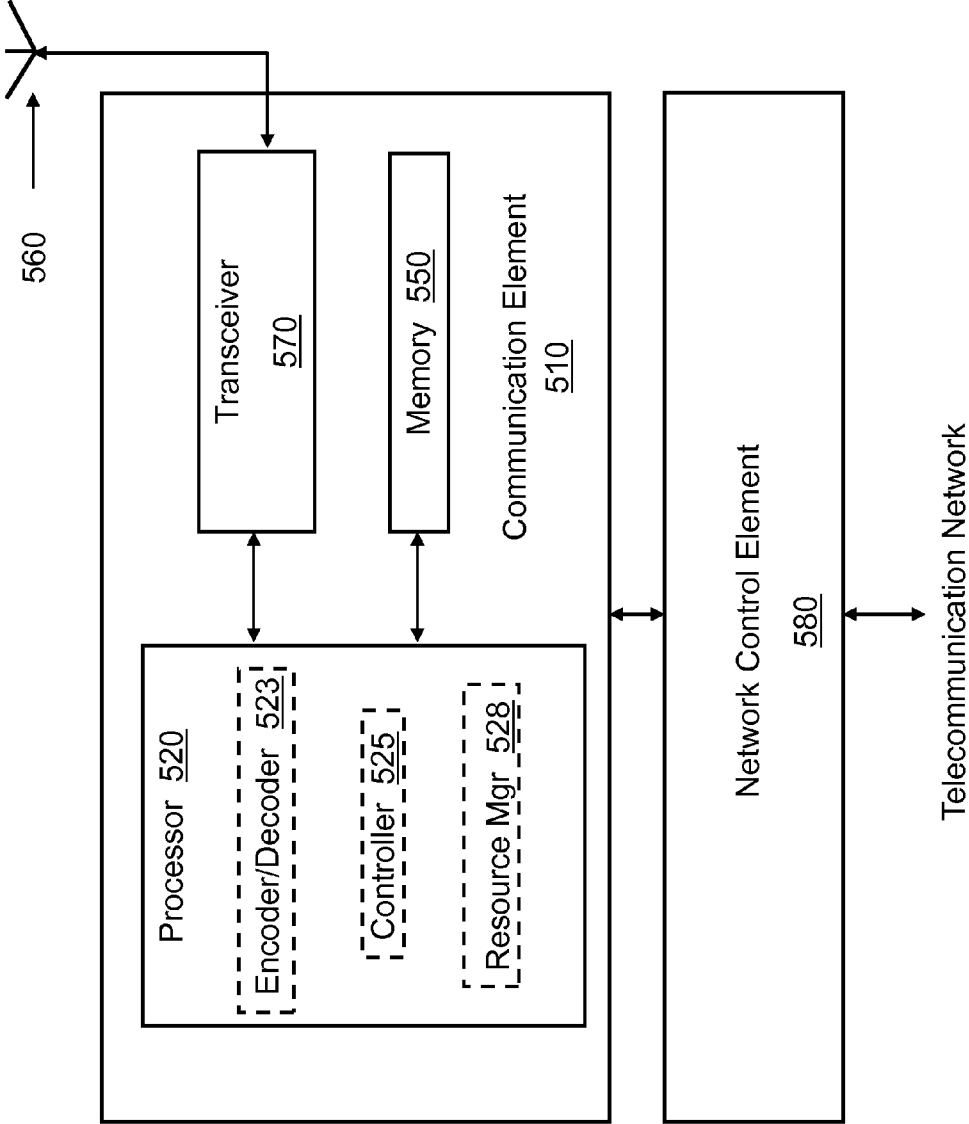 560
Transceiver
570
Memory 550
Communication Element
510
Processor 520
Encoder/Decoder 523
Controller 525
Resource Mgr 528
Network Control Element
580
Telecommunication Network